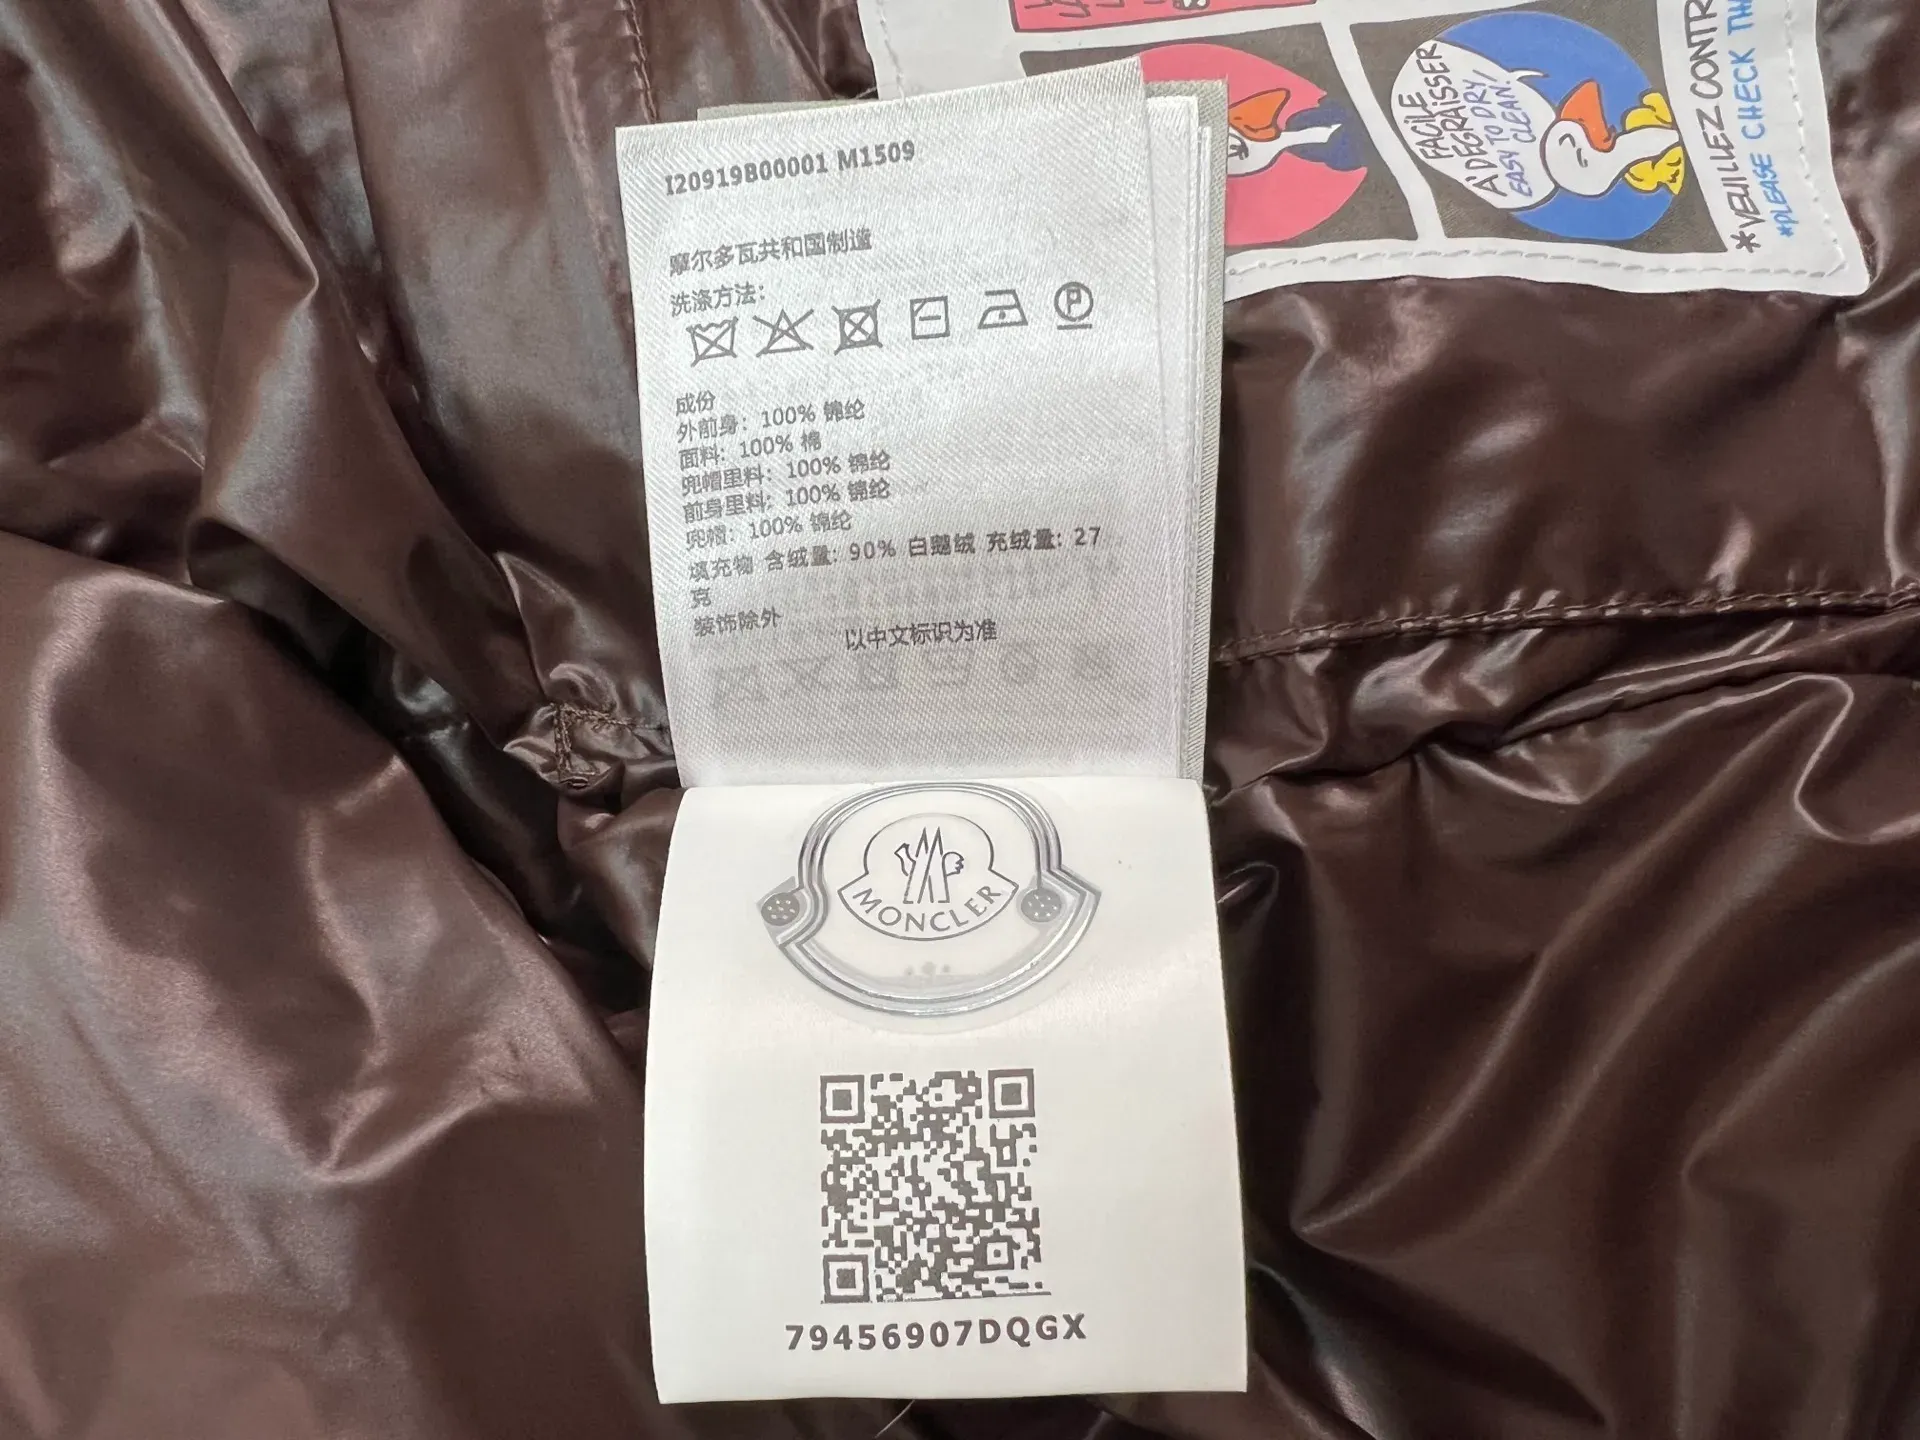 I20919B00001 M1509
摩尔多瓦共和国制造
洗涤方法:
P
成份
外前身: 100% 锦纶
面料: 100% 棉
兜帽里料: 100% 锦纶
前身里料: 100% 锦纶
兜帽: 100% 锦纶
填充物 含绒量: 90% 白鹅绒 充绒量: 27
克
装饰除外
以中文标识为准
MONCLER
79456907DQGX
FACILE
A DEGRAISSER
EASY TO DRY
CLEAN!
*VEUILLEZ CONTR
*PLEASE CHECK TH